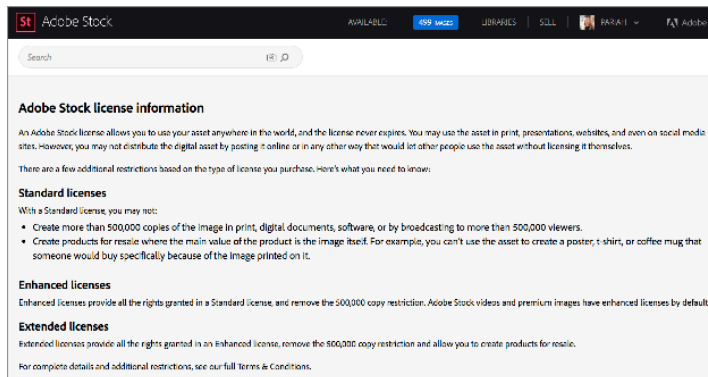 St Adobe Stock AVAILABLE: 499 IMAGES LIBRARIES SELL PARIAH Adobe
Search
Adobe Stock license information
An Adobe Stock license allows you to use your asset anywhere in the world, and the license never expires. You may use the asset in print, presentations, websites, and even on social media
sites. However, you may not distribute the digital asset by posting it online or in any other way that would let other people use the asset without licensing it themselves.
There are a few additional restrictions based on the type of license you purchase. Here's what you need to know:
Standard licenses
With a Standard license, you may not:
• Create more than 500,000 copies of the image in print, digital documents, software, or by broadcasting to more than 500,000 viewers.
• Create products for resale where the main value of the product is the image itself. For example, you can't use the asset to create a poster, t-shirt, or coffee mug that
someone would buy specifically because of the image printed on it.
Enhanced licenses
Enhanced licenses provide all the rights granted in a Standard license, and remove the 500,000 copy restriction. Adobe Stock videos and premium images have enhanced licenses by default
Extended licenses
Extended licenses provide all the rights granted in an Enhanced license, remove the 500,000 copy restriction and allow you to create products for resale.
For complete details and additional restrictions, see our full Terms & Conditions.